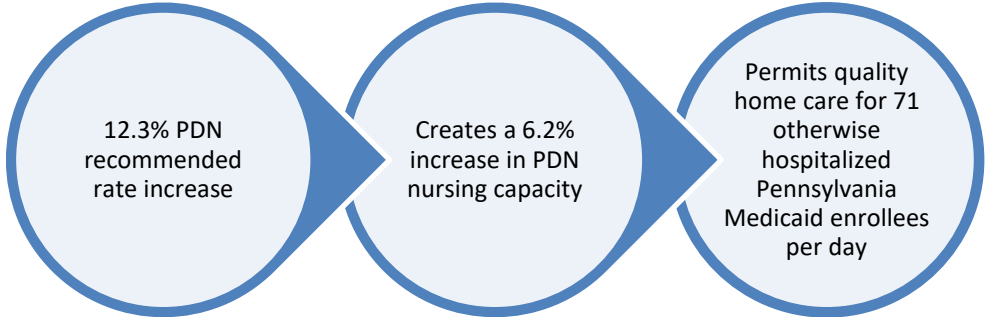 12.3% PDN
recommended
rate increase
Creates a 6.2%
increase in PDN
nursing capacity
Permits quality
home care for 71
otherwise
hospitalized
Pennsylvania
Medicaid enrollees
per day